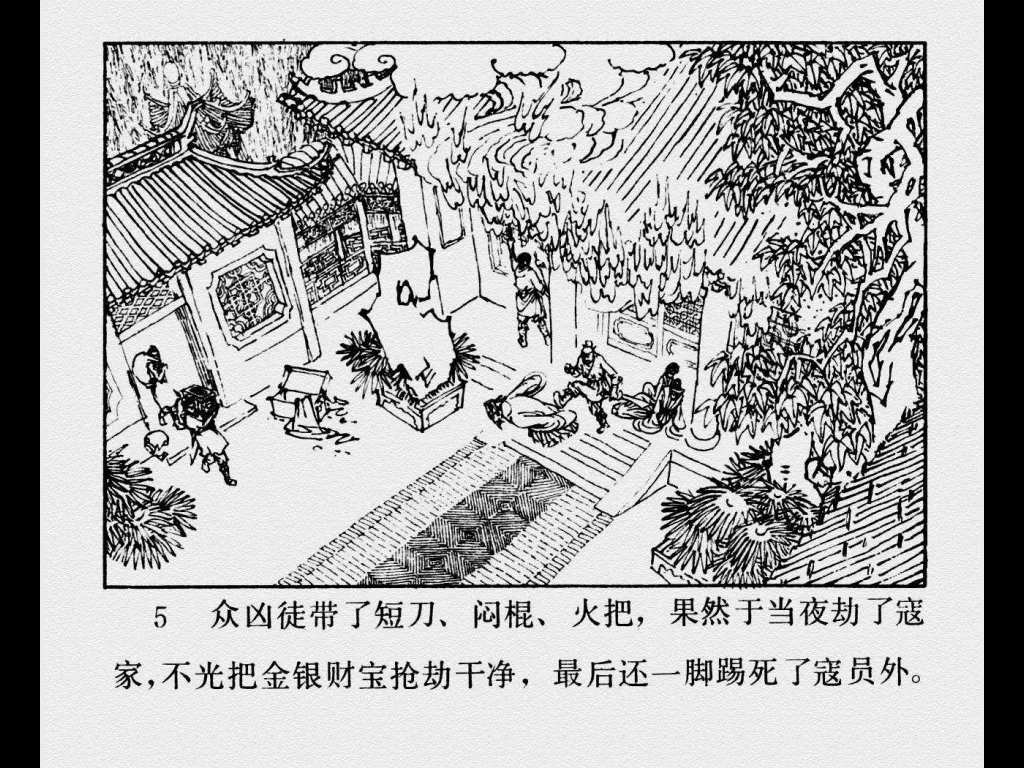 5 众凶徒带了短刀、闷棍、火把，果然于当夜劫了寇
家，不光把金银财宝抢劫干净，最后还一脚踢死了寇员外。